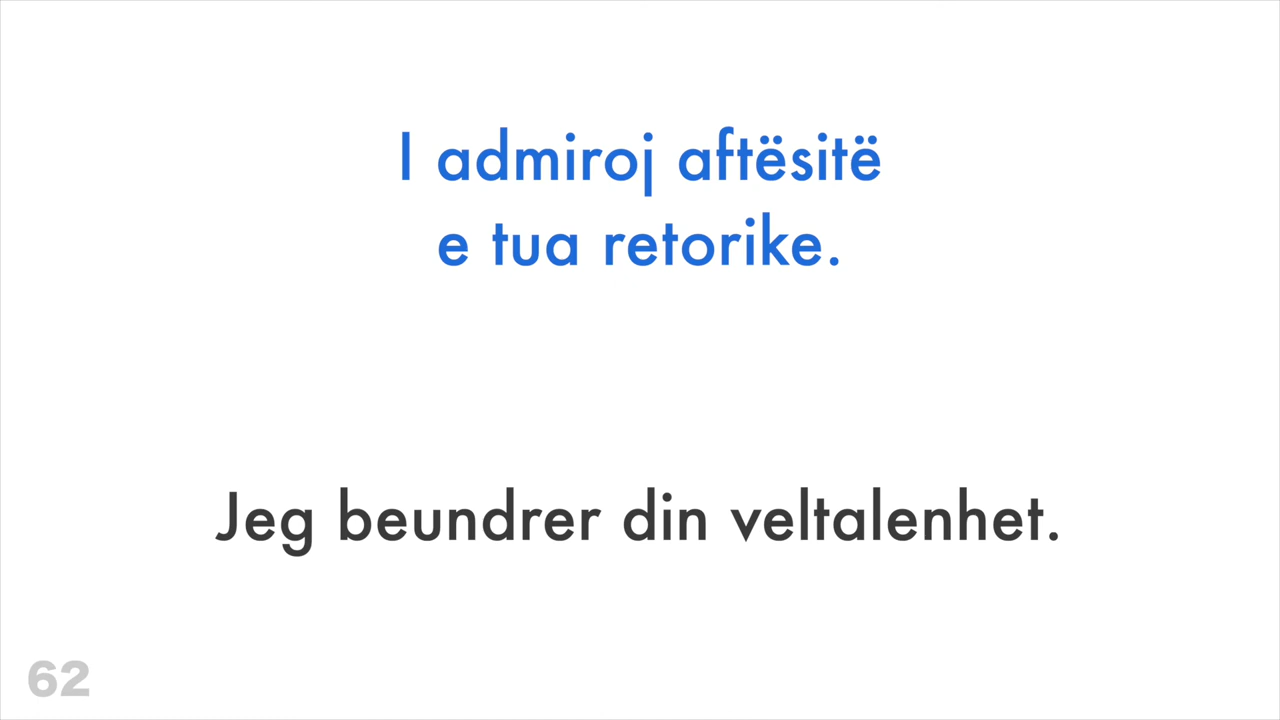 I admiroj aftësitë
e tua retorike.
Jeg beundrer din veltalenhet.
62